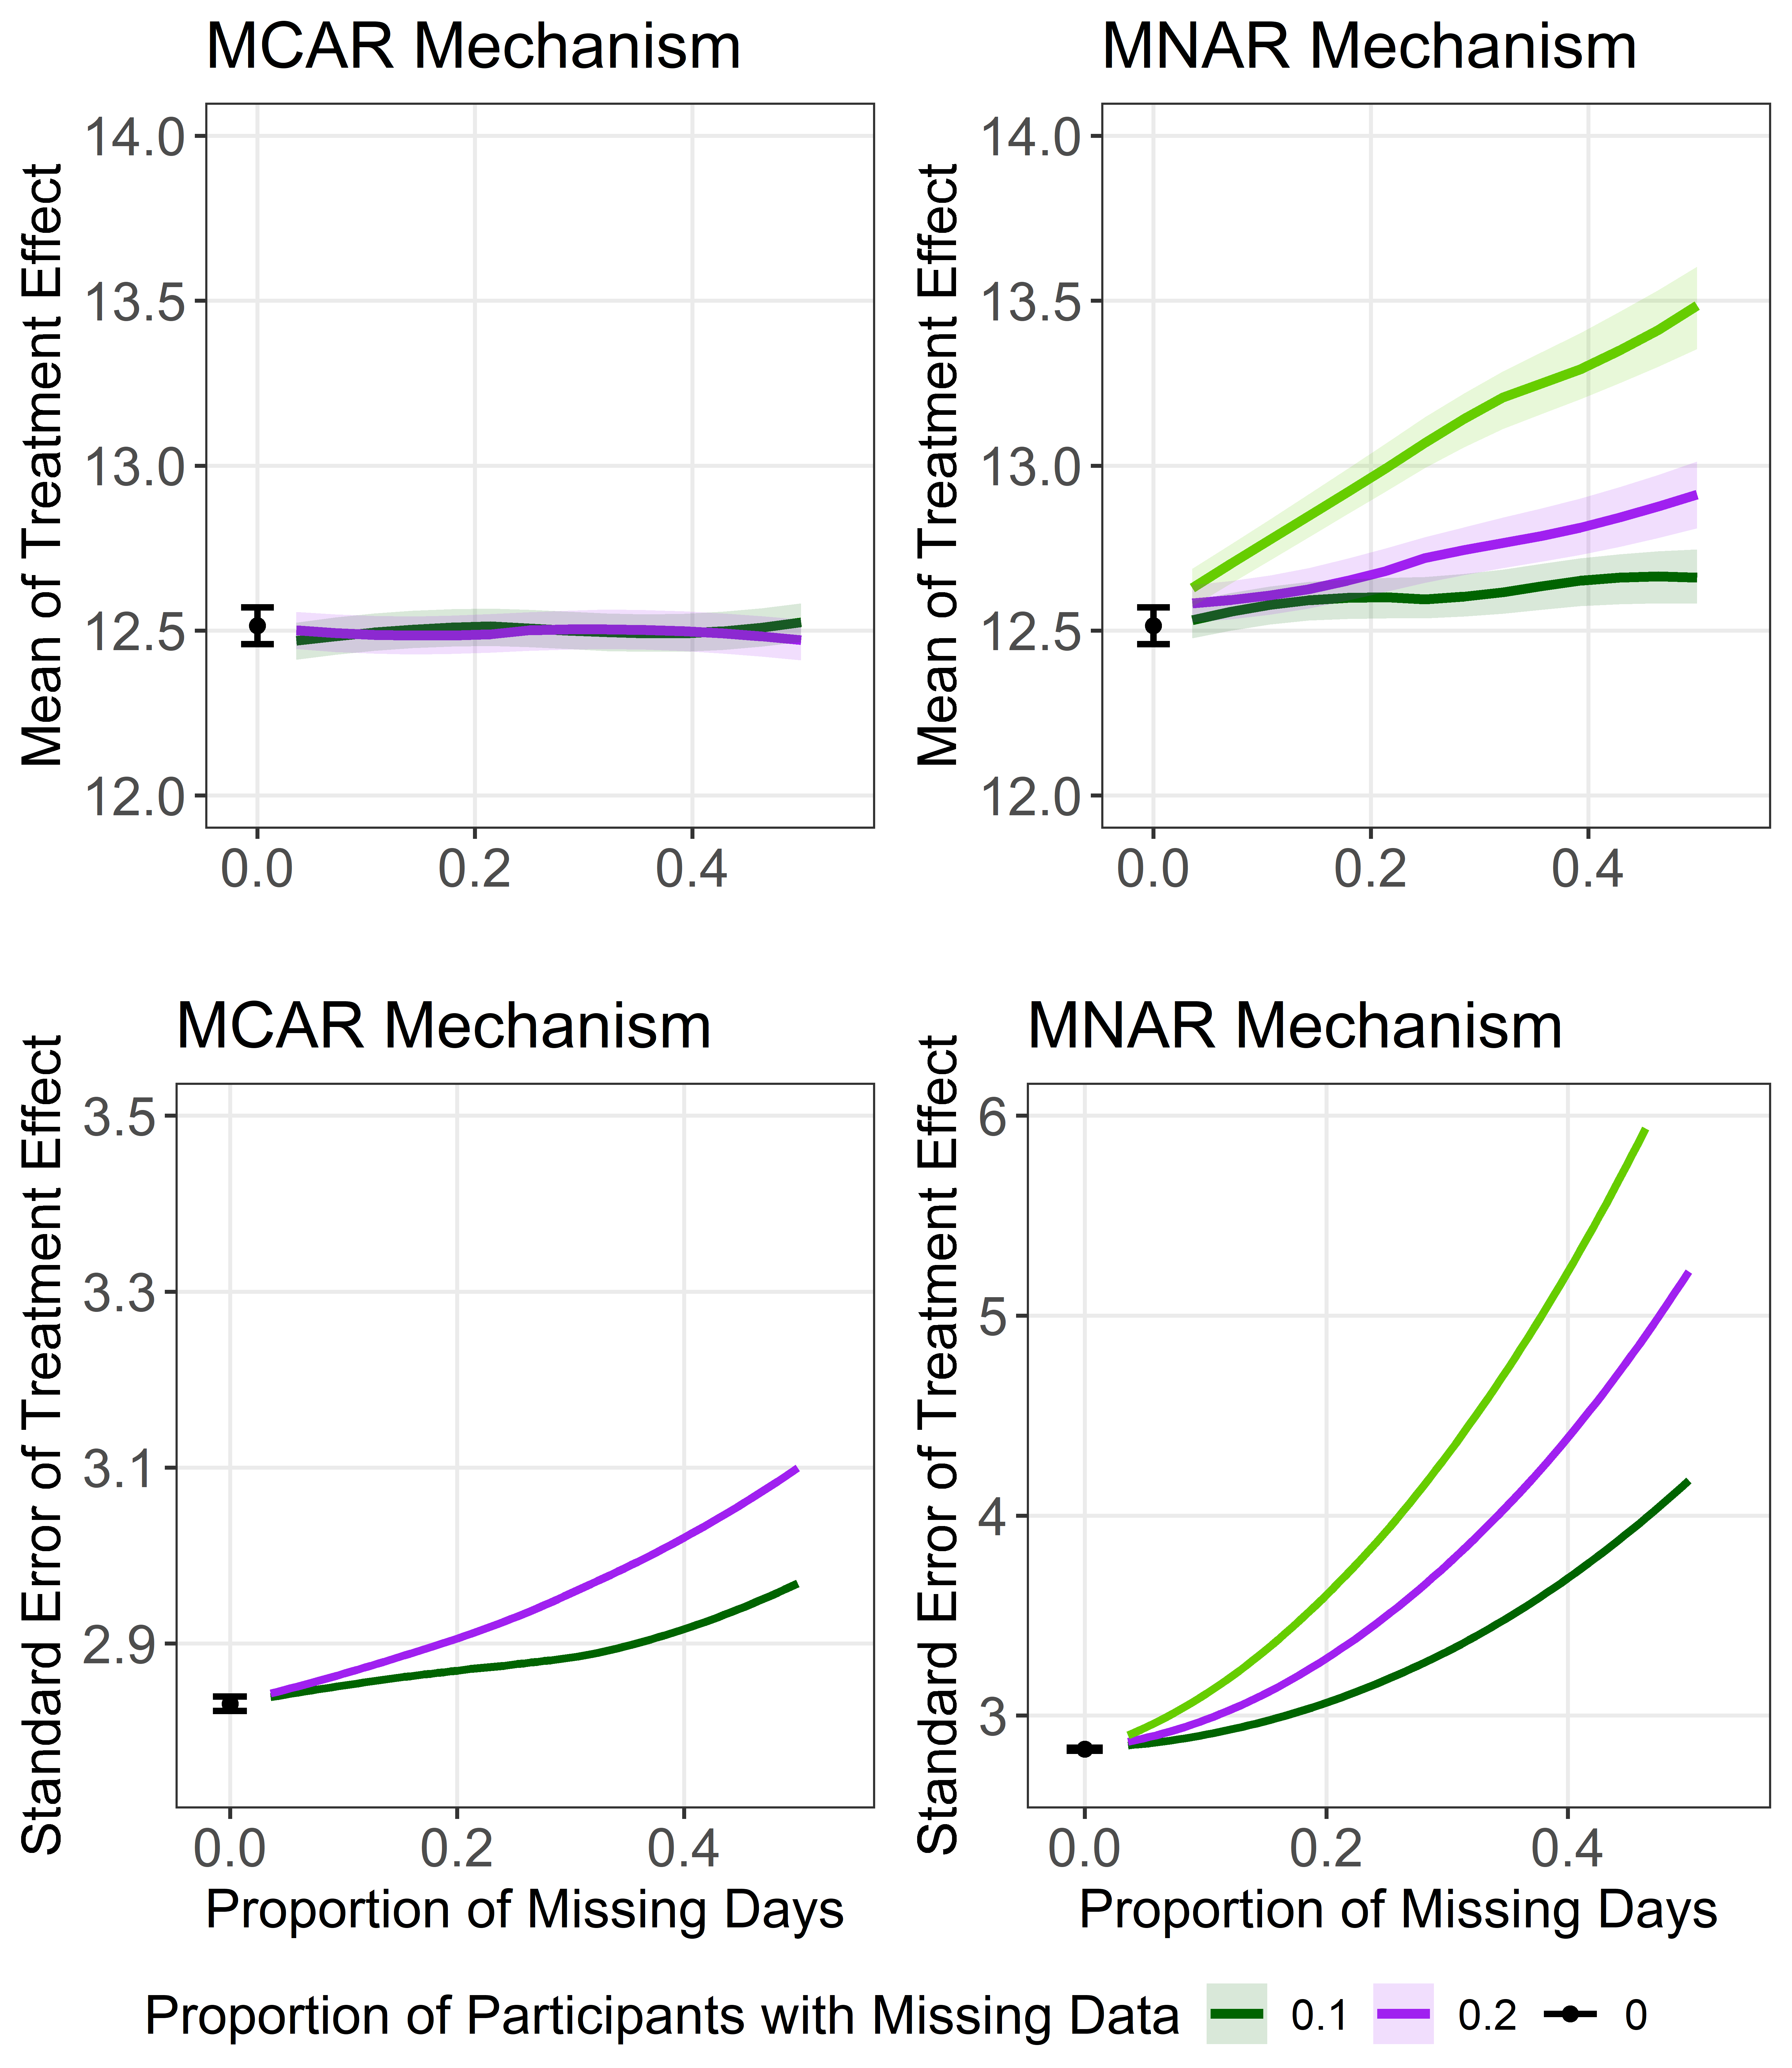 MCAR Mechanism
MNAR Mechanism
Mean of Treatment Effect
14.0
13.5
13.0
12.5
12.0
0.0 0.2 0.4
Mean of Treatment Effect
14.0
13.5
13.0
12.5
12.0
0.0 0.2 0.4
MCAR Mechanism
MNAR Mechanism
Standard Error of Treatment Effect
3.5
3.3
3.1
2.9
0.0 0.2 0.4
Proportion of Missing Days
Standard Error of Treatment Effect
6
5
4
3
0.0 0.2 0.4
Proportion of Missing Days
Proportion of Participants with Missing Data 0.1 0.2 0